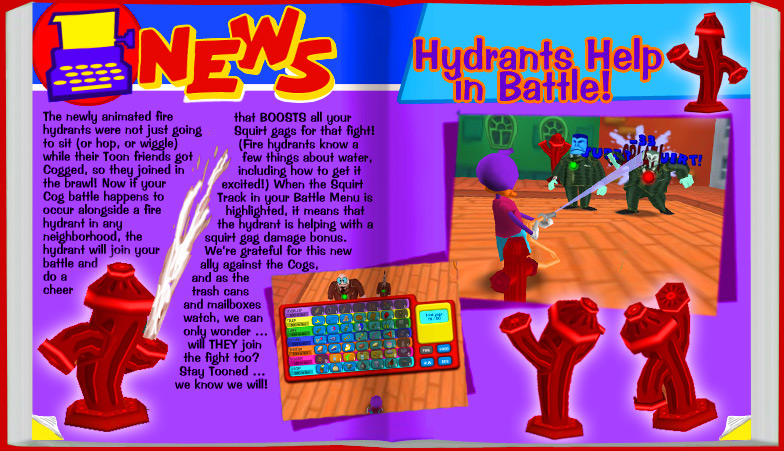 NEWS
The newly animated fire
hydrants were not just going
to sit (or hop, or wiggle)
while their Toon friends got
Cogged, so they joined in
the brawl! Now if your
Cog battle happens to
occur alongside a fire
hydrant in any
neighborhood, the
hydrant will join your
battle and
do a
cheer
that BOOSTS all your
Squirt gags for that fight!
(Fire hydrants know a
few things about water,
including how to get it
excited!) When the Squirt
Track in your Battle Menu is
highlighted, it means that
the hydrant is helping with a
squirt gag damage bonus.
We're grateful for this new
ally against the Cogs,
and as the
trash cans
and mailboxes
watch, we can
only wonder ...
will THEY join
the fight too?
Stay Tooned ...
we know we will!
Hydrants Help
in Battle!
-33